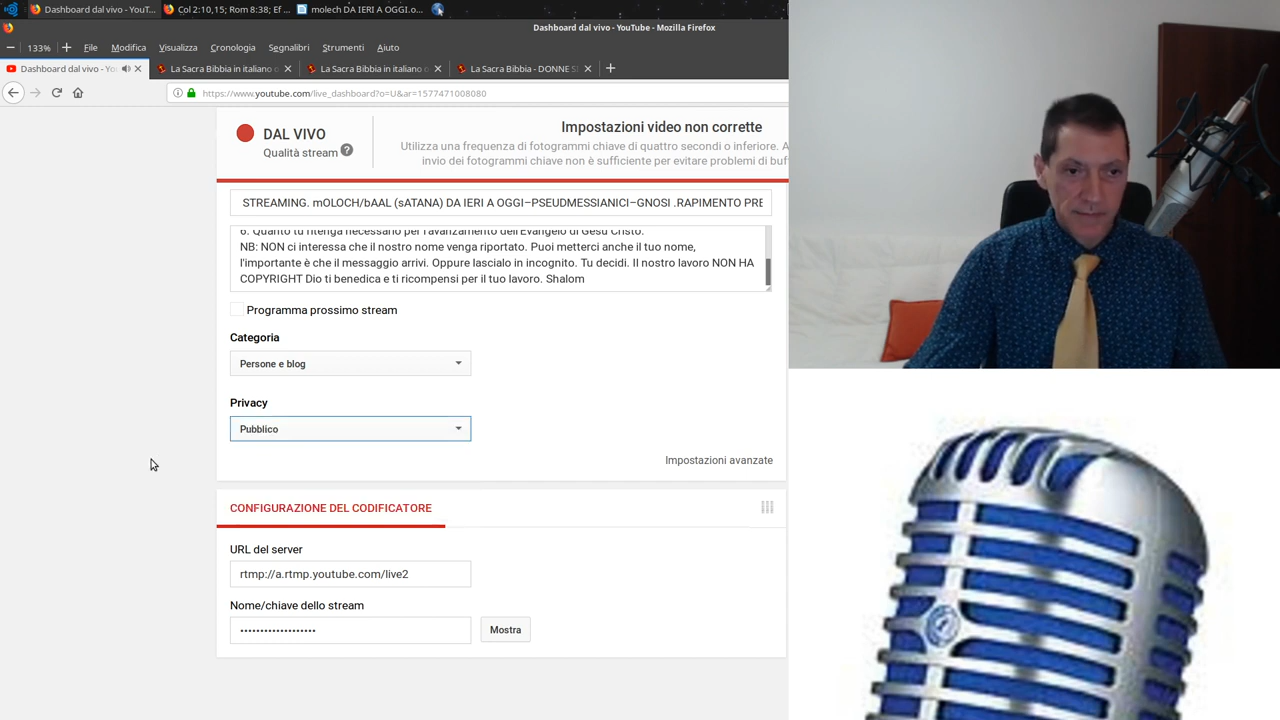 Dashboard dal vivo - YouT...
Col 2:10,15; Rom 8:38; Ef ...
molech DA IERI A OGGI.o...
Dashboard dal vivo - YouTube - Mozilla Firefox
133%
File
Modifica
Visualizza
Cronologia
Segnalibri
Strumenti
Aiuto
Dashboard dal vivo - Yo
La Sacra Bibbia in italiano o
La Sacra Bibbia in italiano o
La Sacra Bibbia - DONNE S
https://www.youtube.com/live_dashboard?o=U&ar=1577471008080
DAL VIVO
Qualità stream ?
Impostazioni video non corrette
Utilizza una frequenza di fotogrammi chiave di quattro secondi o inferiore. A
invio dei fotogrammi chiave non è sufficiente per evitare problemi di buf
STREAMING. mOLOCH/bAAL (sATANA) DA IERI A OGGI–PSEUDMESSIANICI–GNOSI .RAPIMENTO PRE
6. Quanto tu ritenga necessario per l'avanzamento dell'Evangelo di Gesù Cristo.
NB: NON ci interessa che il nostro nome venga riportato. Puoi metterci anche il tuo nome,
l'importante è che il messaggio arrivi. Oppure lascialo in incognito. Tu decidi. Il nostro lavoro NON HA
COPYRIGHT Dio ti benedica e ti ricompensi per il tuo lavoro. Shalom
Programma prossimo stream
Categoria
Persone e blog
Privacy
Pubblico
Impostazioni avanzate
CONFIGURAZIONE DEL CODIFICATORE
URL del server
rtmp://a.rtmp.youtube.com/live2
Nome/chiave dello stream
•••••••••••••••••••
Mostra